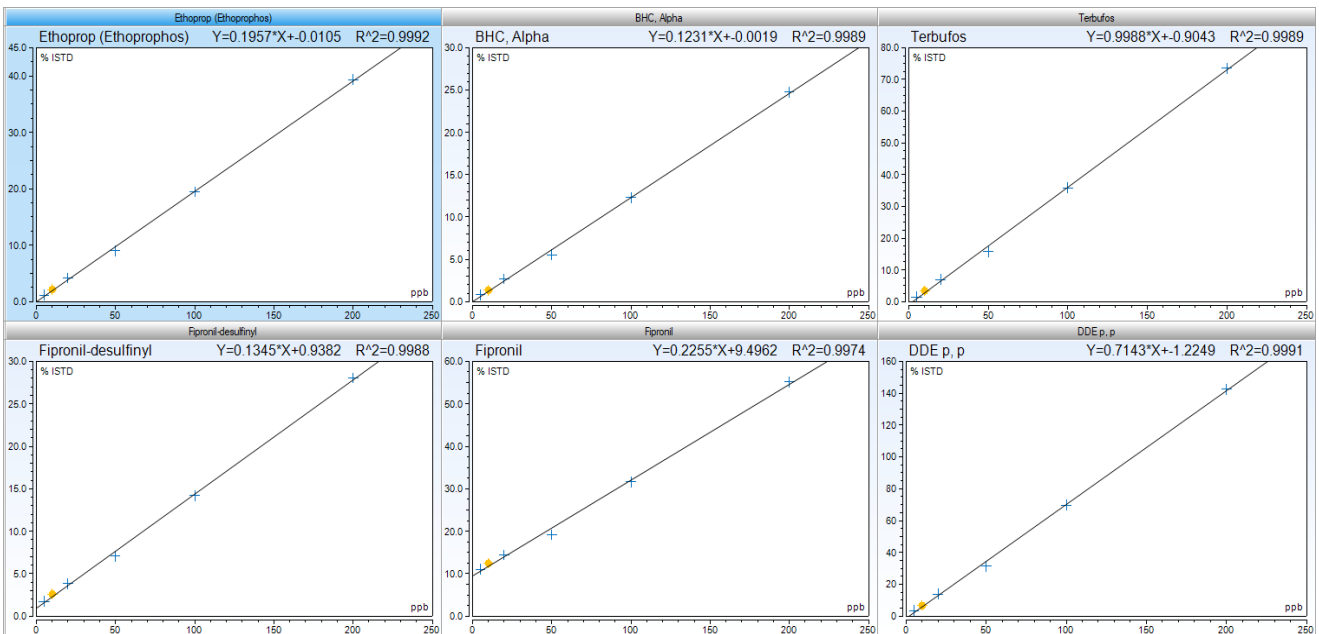 Ethoprop (Ethoprophos)
Ethoprop (Ethoprophos) Y=0.1957*X+-0.0105 R^2=0.9992
45.0
% ISTD
40.0
30.0
20.0
10.0
0.0
ppb
0 50 100 150 200 250
BHC, Alpha
BHC, Alpha Y=0.1231*X+-0.0019 R^2=0.9989
30.0
% ISTD
25.0
20.0
15.0
10.0
5.0
0.0
ppb
0 50 100 150 200 250
Terbufos
Terbufos Y=0.9988*X+-0.9043 R^2=0.9989
80.0
% ISTD
70.0
60.0
50.0
40.0
30.0
20.0
10.0
0.0
ppb
0 50 100 150 200 250
Fipronil-desulfinyl
Fipronil-desulfinyl Y=0.1345*X+0.9382 R^2=0.9988
30.0
% ISTD
25.0
20.0
15.0
10.0
5.0
0.0
ppb
0 50 100 150 200 250
Fipronil
Fipronil Y=0.2255*X+9.4962 R^2=0.9974
60.0
% ISTD
50.0
40.0
30.0
20.0
10.0
0.0
ppb
0 50 100 150 200 250
DDE p, p
DDE p, p Y=0.7143*X+-1.2249 R^2=0.9991
160
% ISTD
140
120
100
80
60
40
20
0
ppb
0 50 100 150 200 250